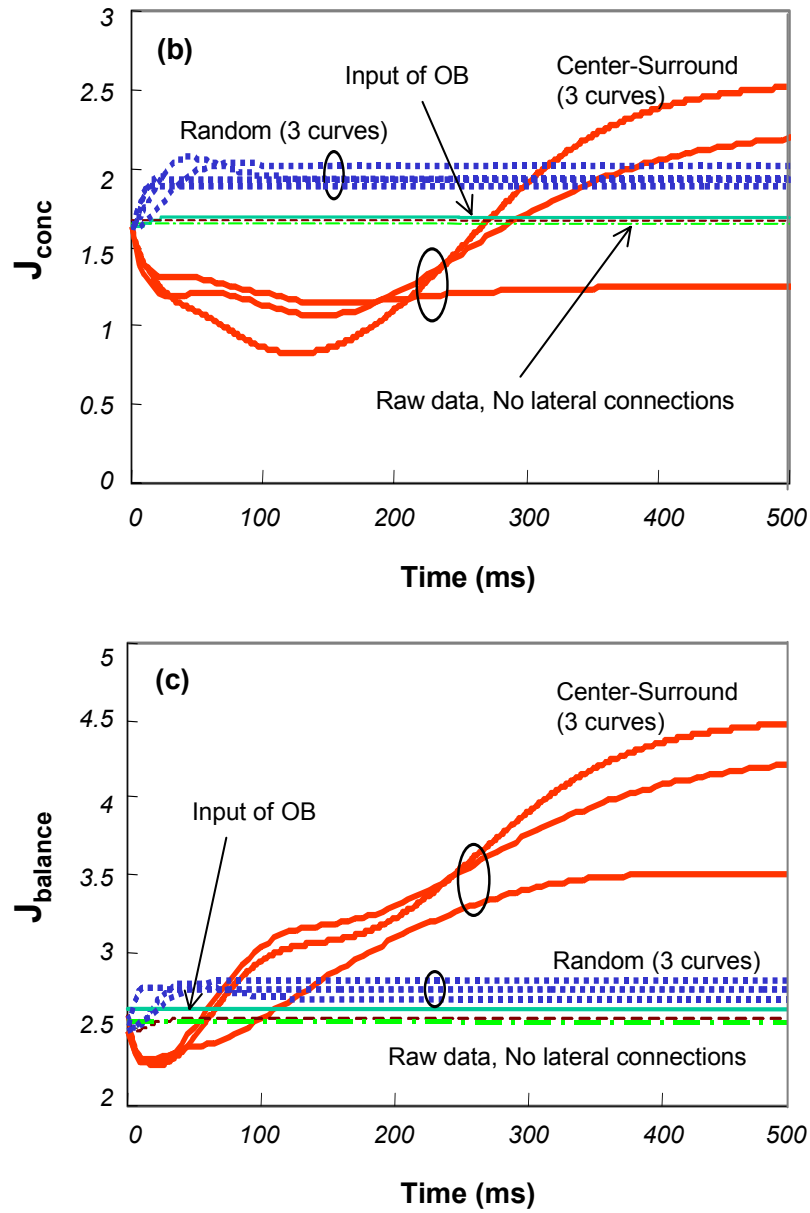 3
(b)
2.5
Input of OB
Center-Surround
(3 curves)
Random (3 curves)
2
1.5
Jconc
1
Raw data, No lateral connections
0.5
0
0
100
200
300
400
500
Time (ms)
5
(c)
4.5
Center-Surround
(3 curves)
4
Input of OB
3.5
Jbalance
3
Random (3 curves)
2.5
Raw data, No lateral connections
2
0
100
200
300
400
500
Time (ms)